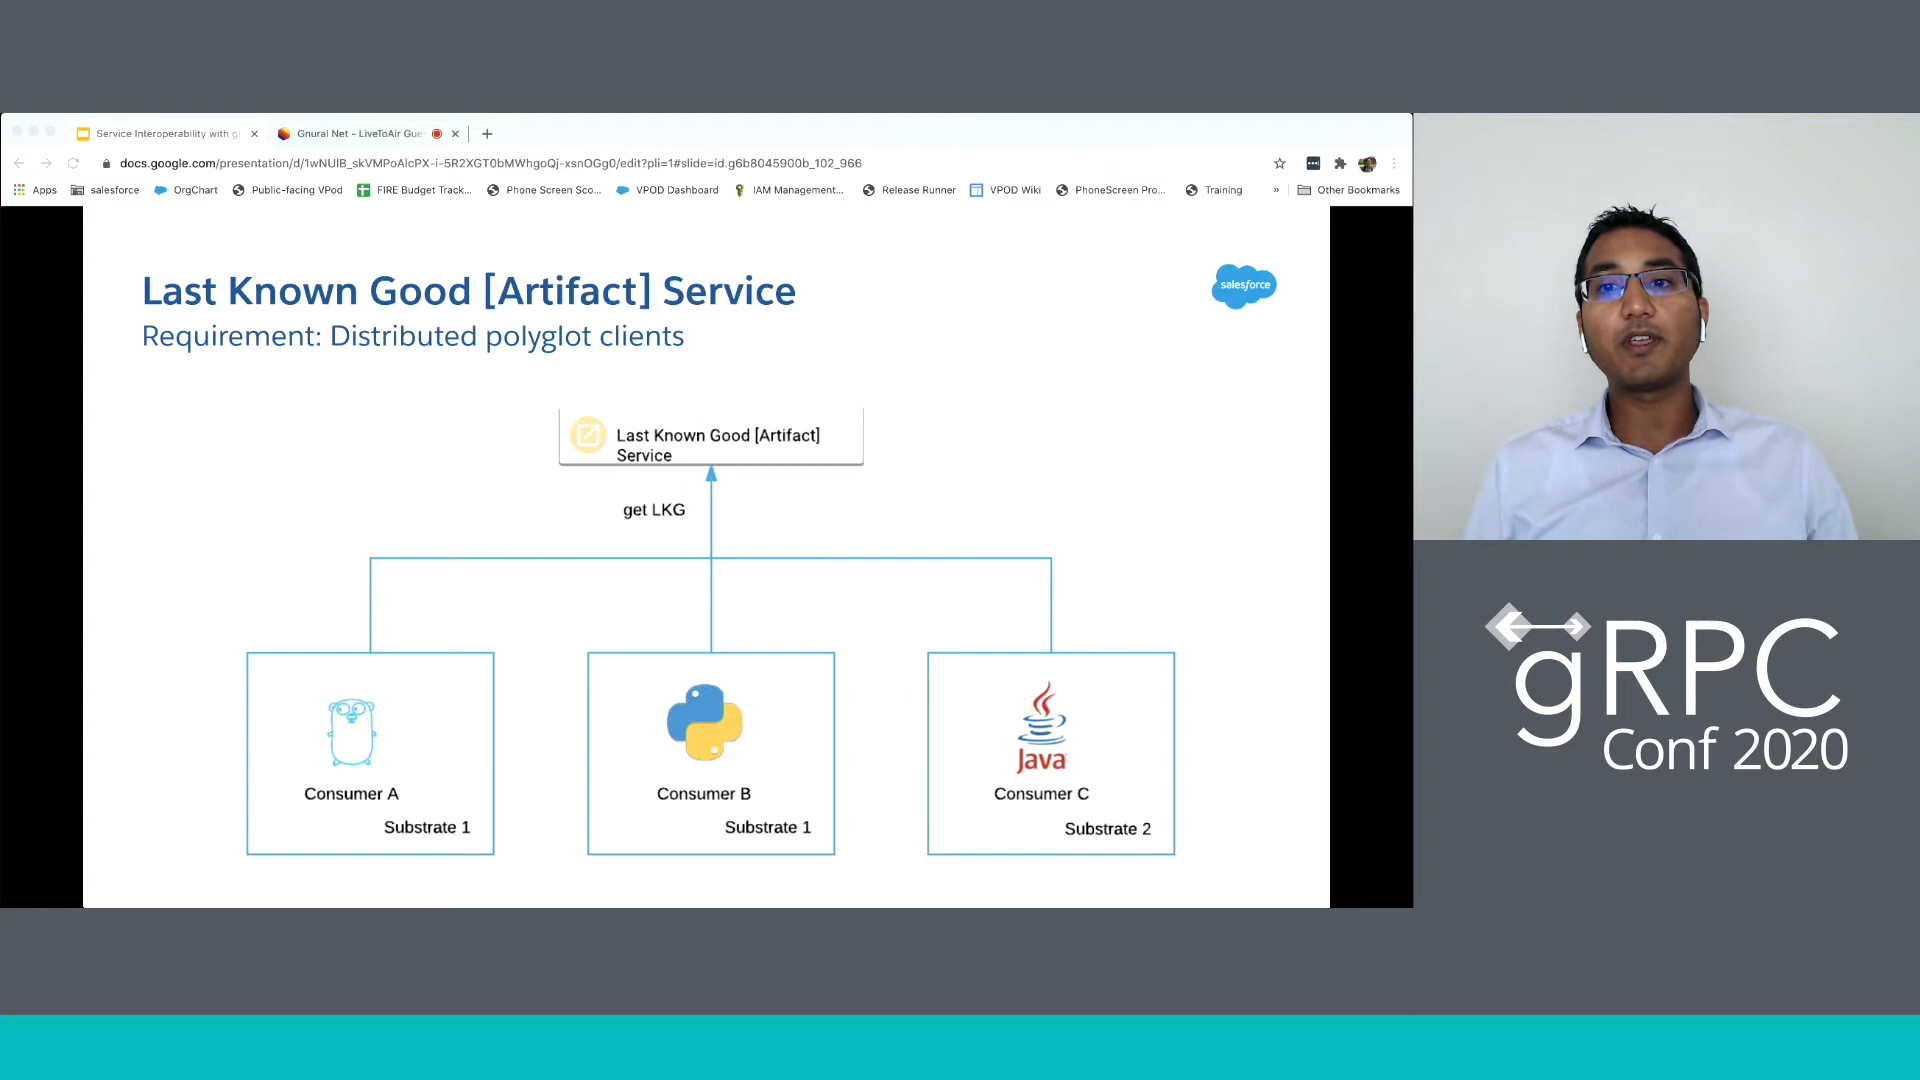 Service Interoperability with g
Gnural Net - LiveToAir Gue
docs.google.com/presentation/d/1wNUIB_skVMPoAlcPX-i-5R2XGT0bMWhgoQj-xsnOGg0/edit?pli=1#slide=id.g6b8045900b_102_966
Apps salesforce OrgChart Public-facing VPod FIRE Budget Track... Phone Screen Sco... VPOD Dashboard IAM Management... Release Runner VPOD Wiki PhoneScreen Pro... Training » Other Bookmarks
Last Known Good [Artifact] Service
salesforce
Requirement: Distributed polyglot clients
Last Known Good [Artifact]
Service
get LKG
Java
Consumer A
Substrate 1
Consumer B
Substrate 1
Consumer C
Substrate 2
gRPC
Conf 2020